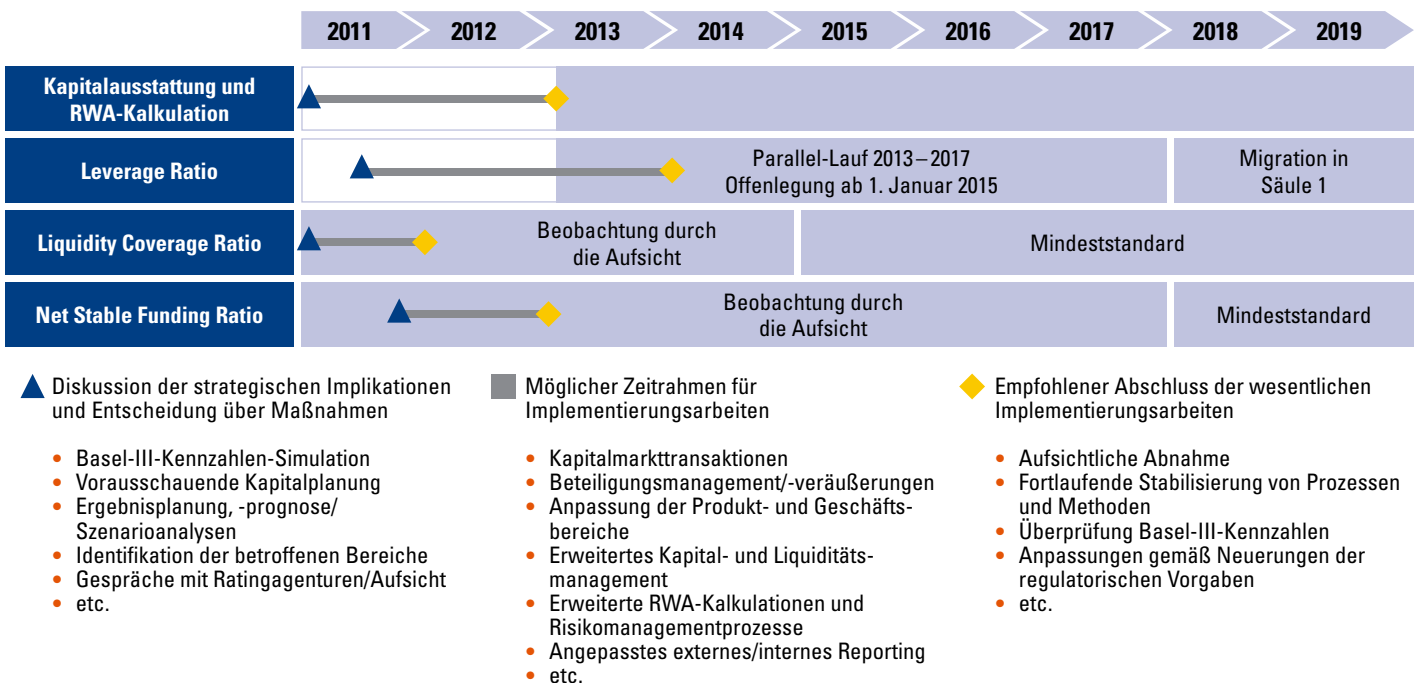 2011 2012 2013 2014 2015 2016 2017 2018 2019
Kapitalausstattung und
RWA-Kalkulation
Leverage Ratio
Parallel-Lauf 2013–2017
Offenlegung ab 1. Januar 2015
Migration in
Säule 1
Liquidity Coverage Ratio
Beobachtung durch
die Aufsicht
Mindeststandard
Net Stable Funding Ratio
Beobachtung durch
die Aufsicht
Mindeststandard
Diskussion der strategischen Implikationen
und Entscheidung über Maßnahmen
• Basel-III-Kennzahlen-Simulation
• Vorausschauende Kapitalplanung
• Ergebnisplanung, -prognose/
Szenarioanalysen
• Identifikation der betroffenen Bereiche
• Gespräche mit Ratingagenturen/Aufsicht
• etc.
Möglicher Zeitrahmen für
Implementierungsarbeiten
• Kapitalmarkttransaktionen
• Beteiligungsmanagement/-veräußerungen
• Anpassung der Produkt- und Geschäfts-
bereiche
• Erweitertes Kapital- und Liquiditäts-
management
• Erweiterte RWA-Kalkulationen und
Risikomanagementprozesse
• Angepasstes externes/internes Reporting
• etc.
Empfohlener Abschluss der wesentlichen
Implementierungsarbeiten
• Aufsichtliche Abnahme
• Fortlaufende Stabilisierung von Prozessen
und Methoden
• Überprüfung Basel-III-Kennzahlen
• Anpassungen gemäß Neuerungen der
regulatorischen Vorgaben
• etc.